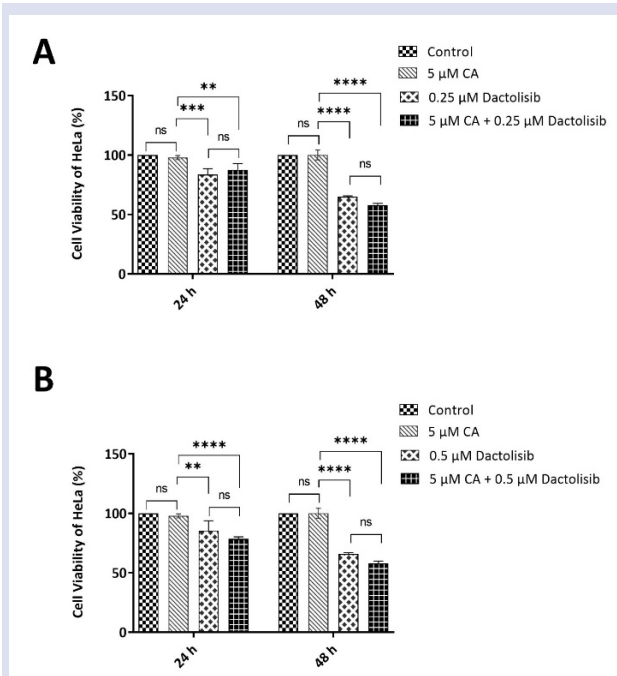 A
Control
5 μM CA
0.25 μM Dactolisib
5 μM CA + 0.25 μM Dactolisib
Cell Viability of HeLa (%)
150
100
50
0
ns
***
**
ns
ns
****
****
ns
24 h
48 h
B
Control
5 μM CA
0.5 μM Dactolisib
5 μM CA + 0.5 μM Dactolisib
Cell Viability of HeLa (%)
150
100
50
0
ns
**
****
ns
ns
****
****
ns
24 h
48 h